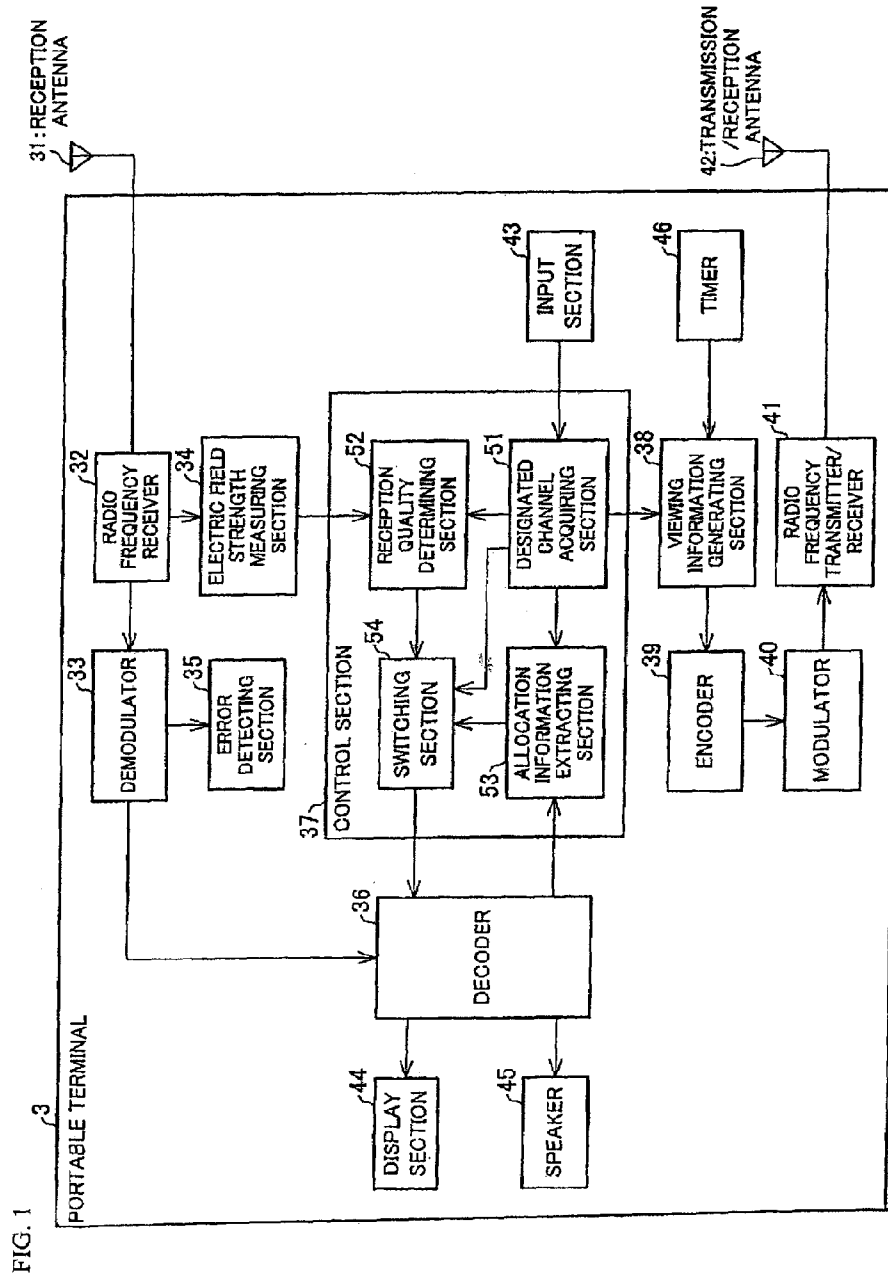 FIG. 1
3
PORTABLE TERMINAL
31:RECEPTION
ANTENNA
32
RADIO
FREQUENCY
RECEIVER
33
DEMODULATOR
34
ELECTRIC FIELD
STRENGTH
MEASURING
SECTION
35
ERROR
DETECTING
SECTION
37
CONTROL SECTION
52
RECEPTION
QUALITY
DETERMINING
SECTION
54
SWITCHING
SECTION
51
DESIGNATED
CHANNEL
ACQUIRING
SECTION
53
ALLOCATION
INFORMATION
EXTRACTING
SECTION
43
INPUT
SECTION
36
DECODER
44
DISPLAY
SECTION
45
SPEAKER
46
TIMER
38
VIEWING
INFORMATION
GENERATING
SECTION
39
ENCODER
40
MODULATOR
41
RADIO
FREQUENCY
TRANSMITTER/
RECEIVER
42:TRANSMISSION
/RECEPTION
ANTENNA